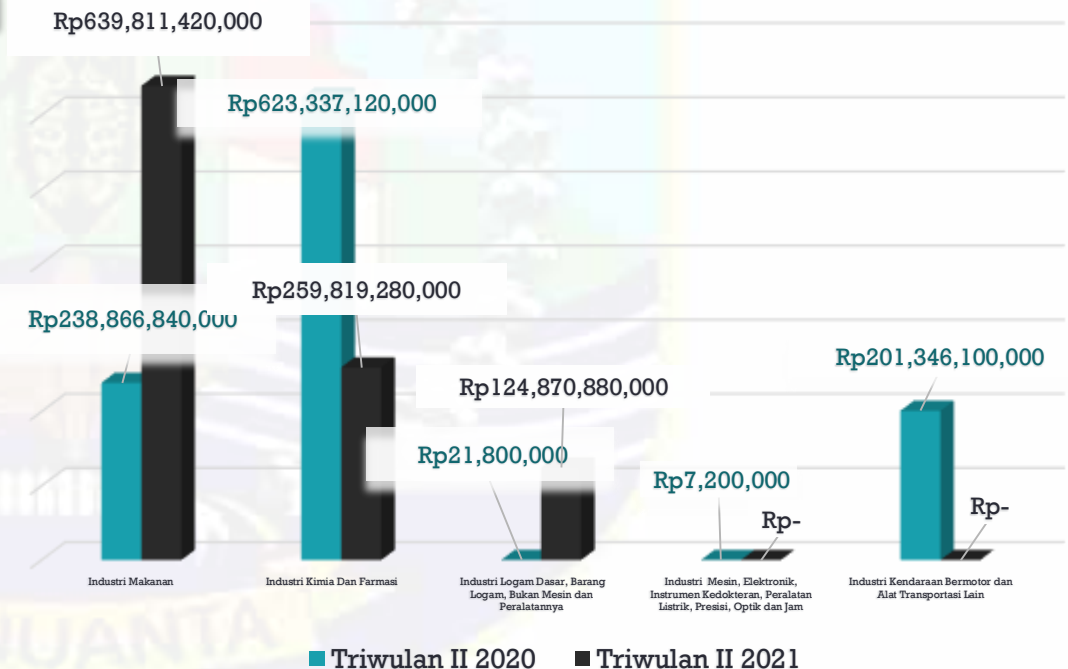 Rp639,811,420,000
Rp623,337,120,000
Rp259,819,280,000
Rp238,866,840,000
Rp201,346,100,000
Rp124,870,880,000
Rp21,800,000
Rp7,200,000
Rp-
Rp-
Industri Makanan
Industri Kimia Dan Farmasi
Industri Logam Dasar, Barang
Logam, Bukan Mesin dan
Peralatannya
Industri Mesin, Elektronik,
Instrumen Kedokteran, Peralatan
Listrik, Presisi, Optik dan Jam
Industri Kendaraan Bermotor dan
Alat Transportasi Lain
Triwulan II 2020
Triwulan II 2021